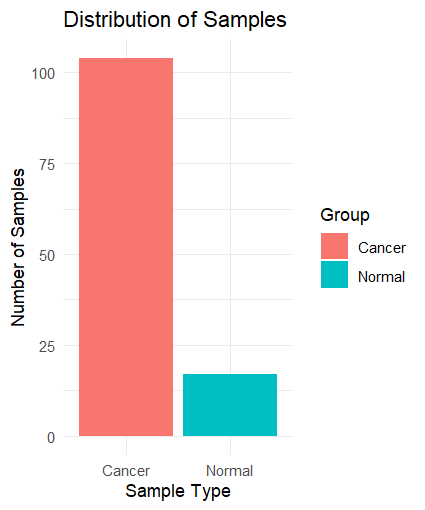 Distribution of Samples
Number of Samples
100
75
50
25
0
Cancer
Normal
Sample Type
Group
Cancer
Normal